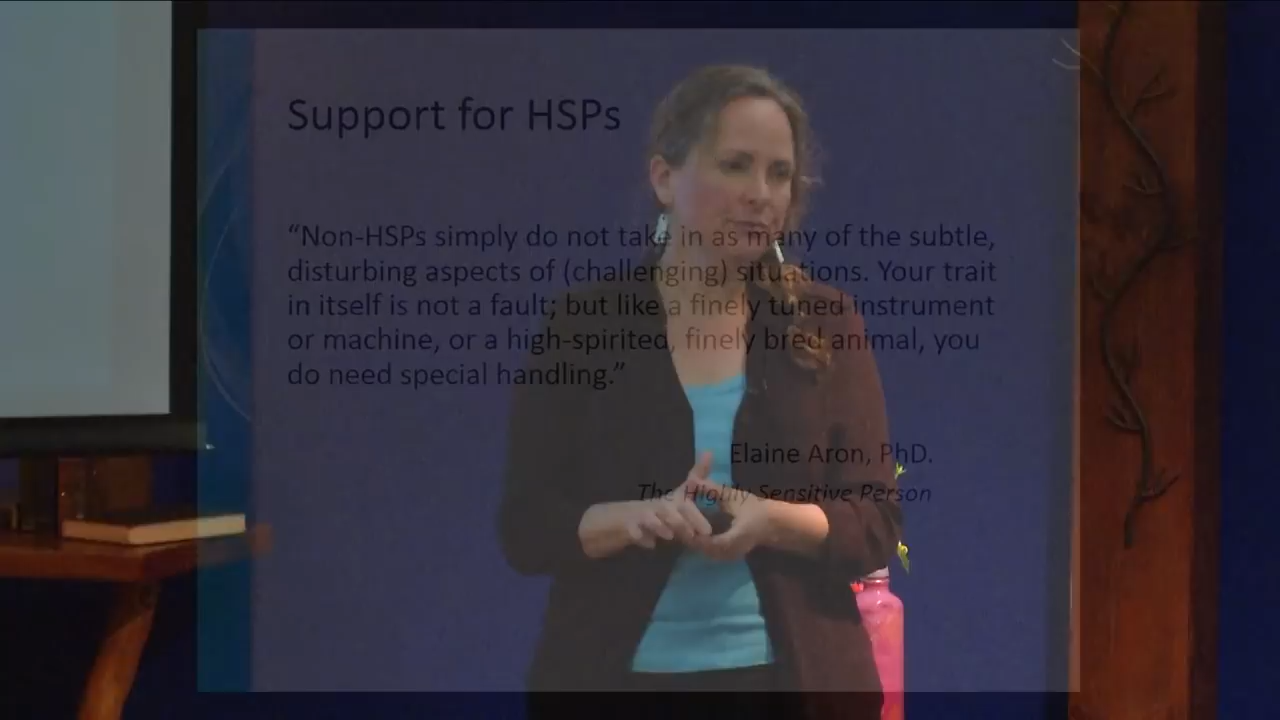 Support for HSPs
“Non-HSPs simply do not take in as many of the subtle,
disturbing aspects of (challenging) situations. Your trait
in itself is not a fault; but like a finely tuned instrument
or machine, or a high-spirited, finely bred animal, you
do need special handling.”
Elaine Aron, PhD.
The Highly Sensitive Person